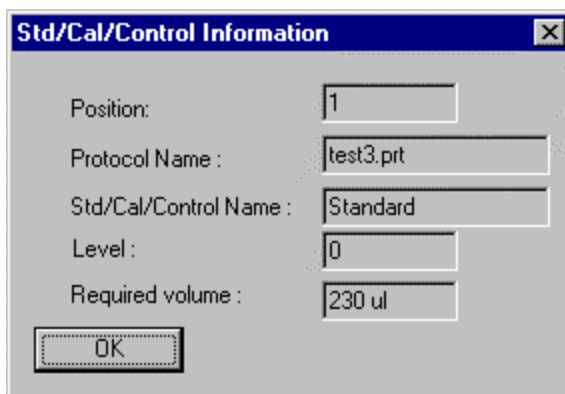 Std/Cal/Control Information
Position: 1
Protocol Name : test3.prt
Std/Cal/Control Name : Standard
Level : 0
Required volume : 230 ul
OK